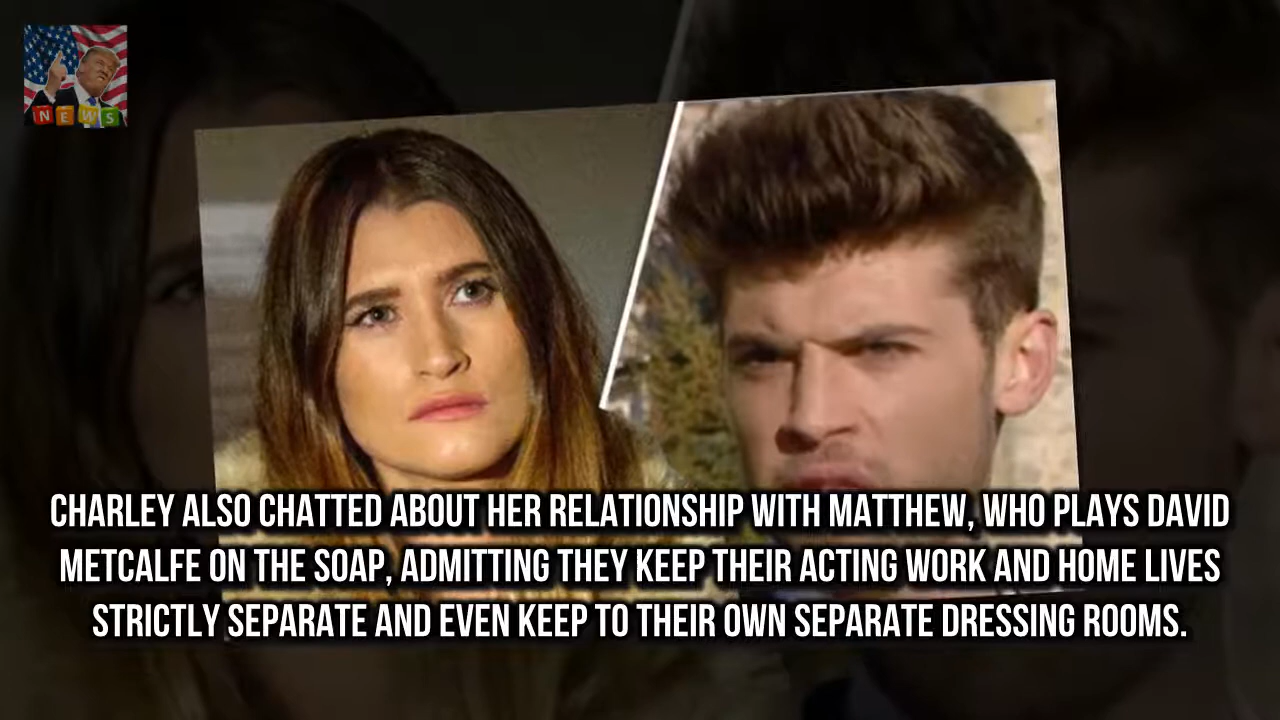 NEWS
CHARLEY ALSO CHATTED ABOUT HER RELATIONSHIP WITH MATTHEW, WHO PLAYS DAVID
METCALFE ON THE SOAP, ADMITTING THEY KEEP THEIR ACTING WORK AND HOME LIVES
STRICTLY SEPARATE AND EVEN KEEP TO THEIR OWN SEPARATE DRESSING ROOMS.